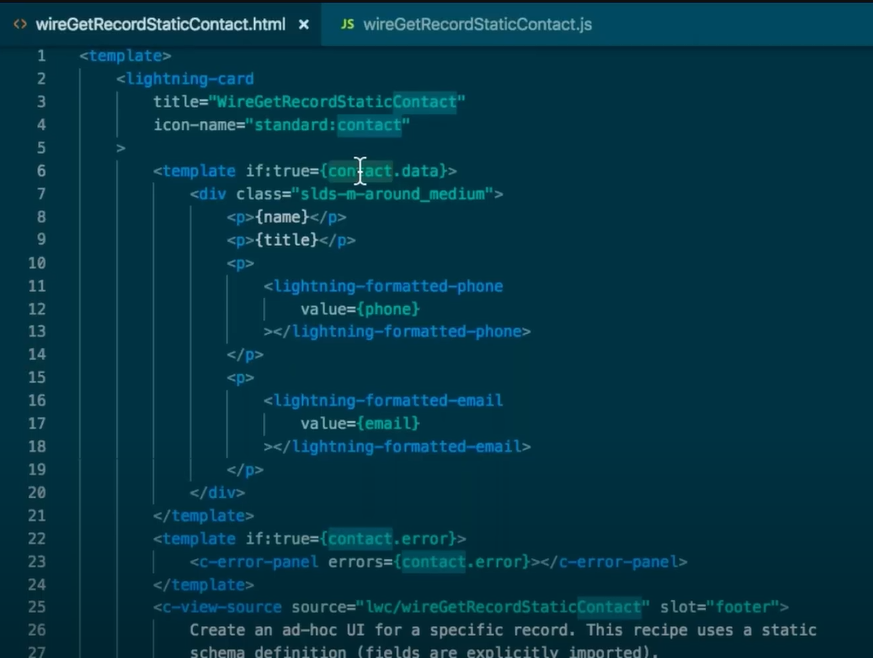 <> wireGetRecordStaticContact.html × JS wireGetRecordStaticContact.js
1 <template>
2 <lightning-card
3 title="WireGetRecordStaticContact"
4 icon-name="standard:contact"
5 >
6 <template if:true={contact.data}>
7 <div class="slds-m-around_medium">
8 <p>{name}</p>
9 <p>{title}</p>
10 <p>
11 <lightning-formatted-phone
12 value={phone}
13 ></lightning-formatted-phone>
14 </p>
15 <p>
16 <lightning-formatted-email
17 value={email}
18 ></lightning-formatted-email>
19 </p>
20 </div>
21 </template>
22 <template if:true={contact.error}>
23 <c-error-panel errors={contact.error}></c-error-panel>
24 </template>
25 <c-view-source source="lwc/wireGetRecordStaticContact" slot="footer">
26 Create an ad-hoc UI for a specific record. This recipe uses a static
27 schema definition (fields are explicitly imported).